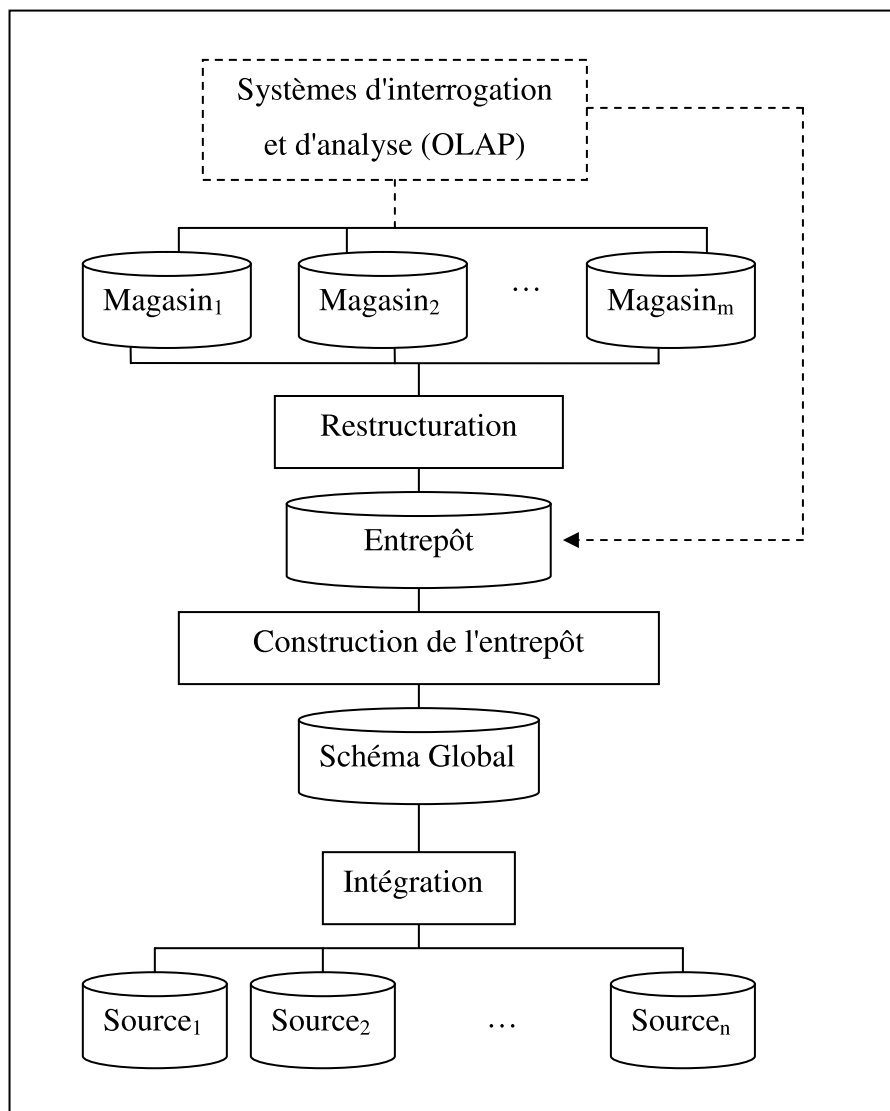 Systèmes d'interrogation
et d'analyse (OLAP)
Magasin₁ Magasin₂ … Magasinₘ
Restructuration
Entrepôt
Construction de l'entrepôt
Schéma Global
Intégration
Source₁ Source₂ … Sourceₙ